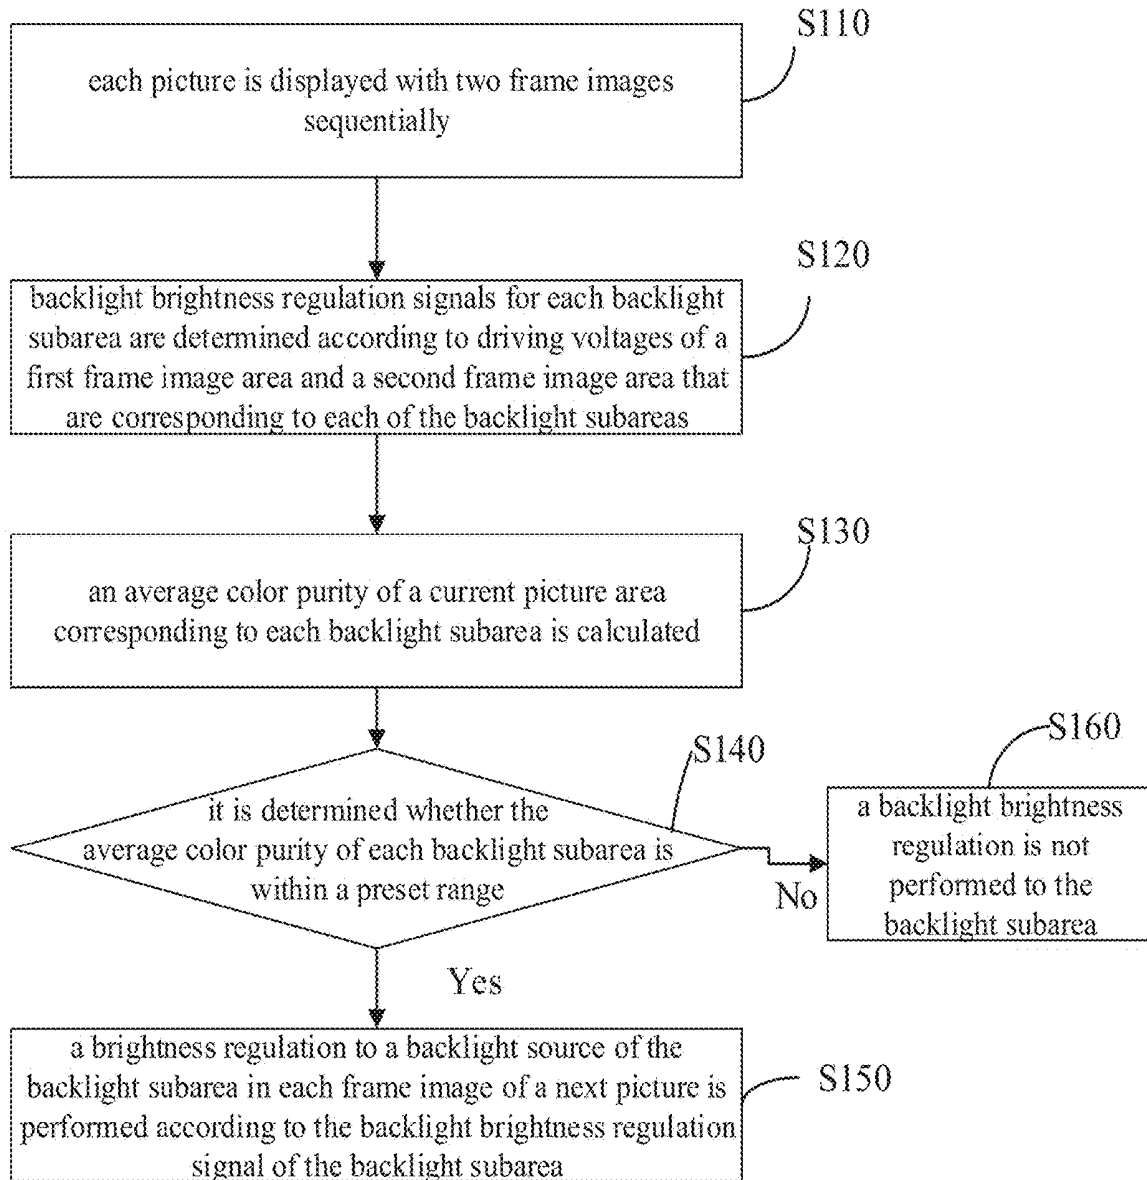 S110
each picture is displayed with two frame images
sequentially
S120
backlight brightness regulation signals for each backlight
subarea are determined according to driving voltages of a
first frame image area and a second frame image area that
are corresponding to each of the backlight subareas
S130
an average color purity of a current picture area
corresponding to each backlight subarea is calculated
S140
it is determined whether the
average color purity of each backlight subarea is
within a preset range
No
S160
a backlight brightness
regulation is not
performed to the
backlight subarea
Yes
a brightness regulation to a backlight source of the
backlight subarea in each frame image of a next picture is
performed according to the backlight brightness regulation
signal of the backlight subarea
S150